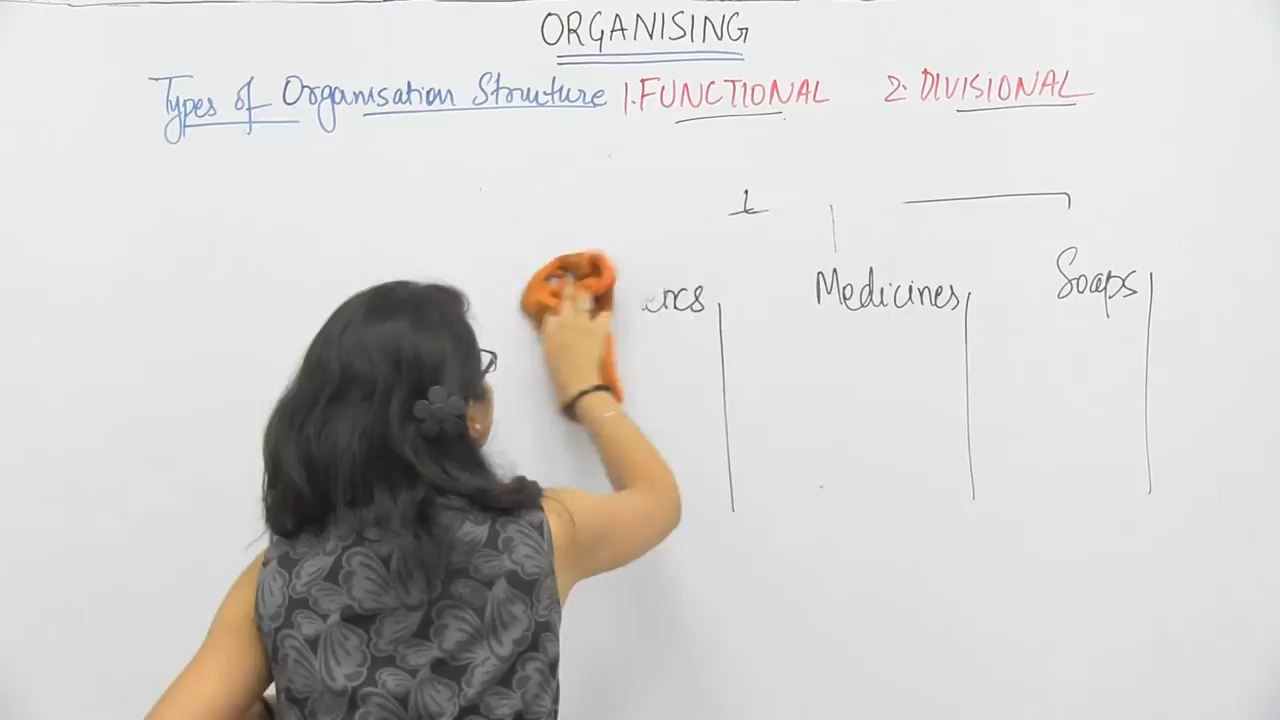 ORGANISING
Types of Organisation Structure 1. FUNCTIONAL 2. DIVISIONAL
Medicines Soaps